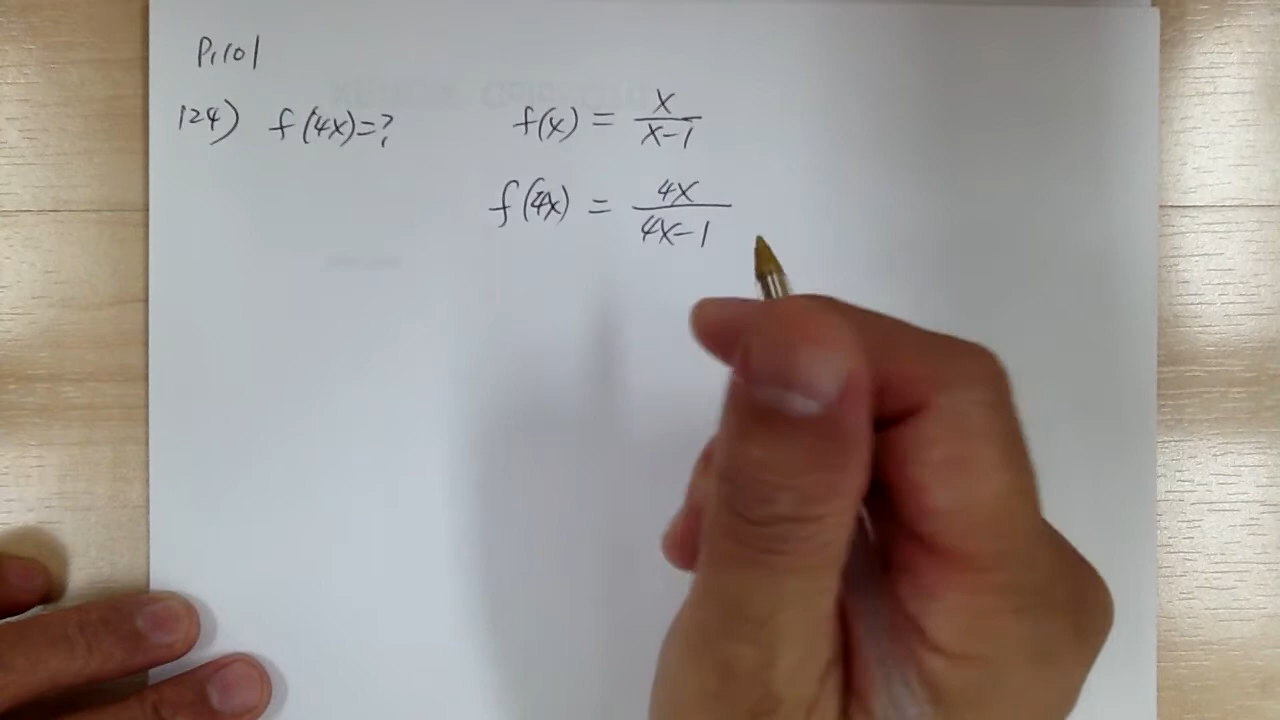 P.101
124) f(4x)=? f(x) = x/(x-1)
f(4x) = 4x/(4x-1)